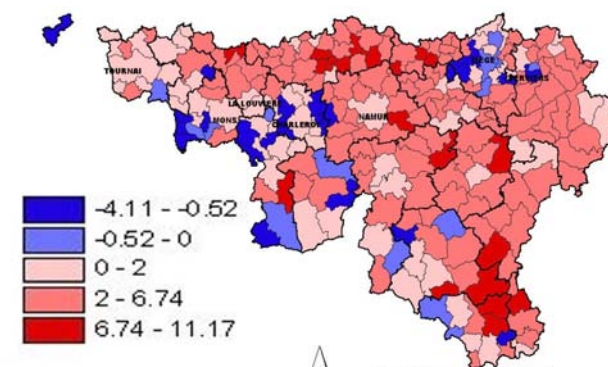 TOURNAI
LIEGE
VERVIERS
LA LOUVIERE
MONS
CHARLEROI
NAMUR
-4.11 - -0.52
-0.52 - 0
0 - 2
2 - 6.74
6.74 - 11.17